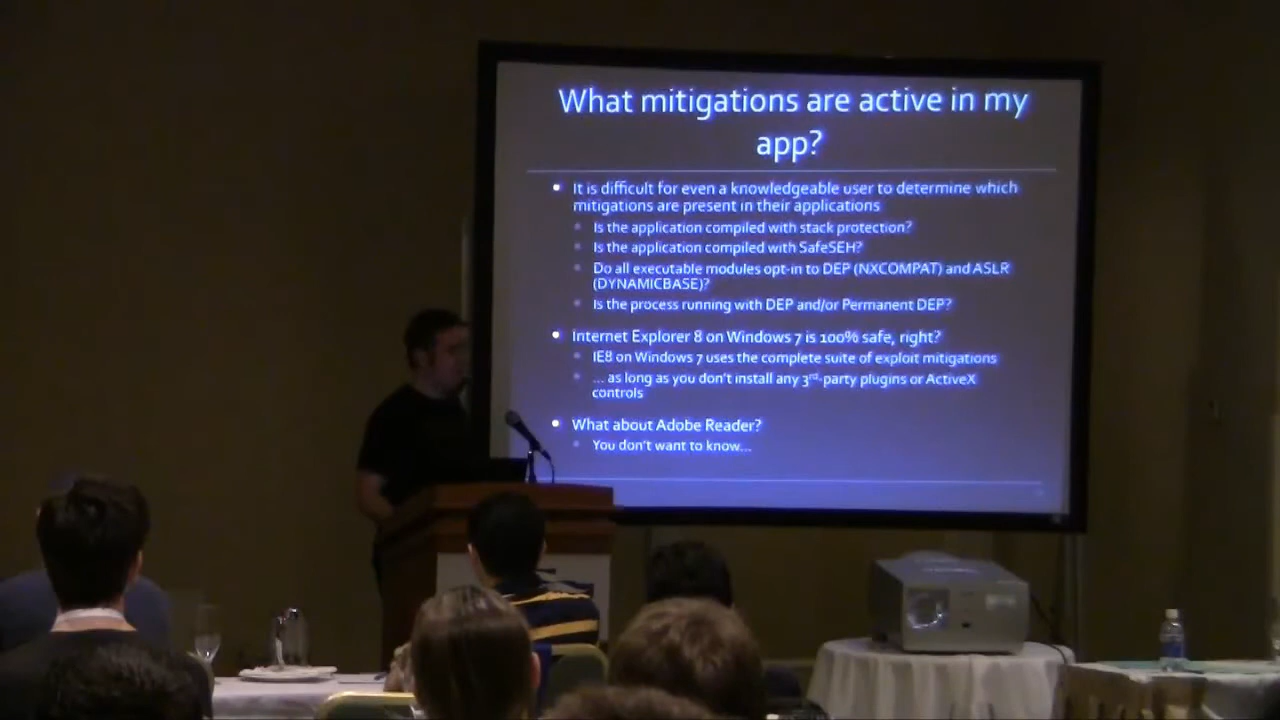 What mitigations are active in my
app?
• It is difficult for even a knowledgeable user to determine which
mitigations are present in their applications
Is the application compiled with stack protection?
Is the application compiled with SafeSEH?
Do all executable modules opt-in to DEP (NXCOMPAT) and ASLR
(DYNAMICBASE)?
Is the process running with DEP and/or Permanent DEP?
• Internet Explorer 8 on Windows 7 is 100% safe, right?
IE8 on Windows 7 uses the complete suite of exploit mitigations
... as long as you don't install any 3rd-party plugins or ActiveX
controls
• What about Adobe Reader?
You don't want to know...